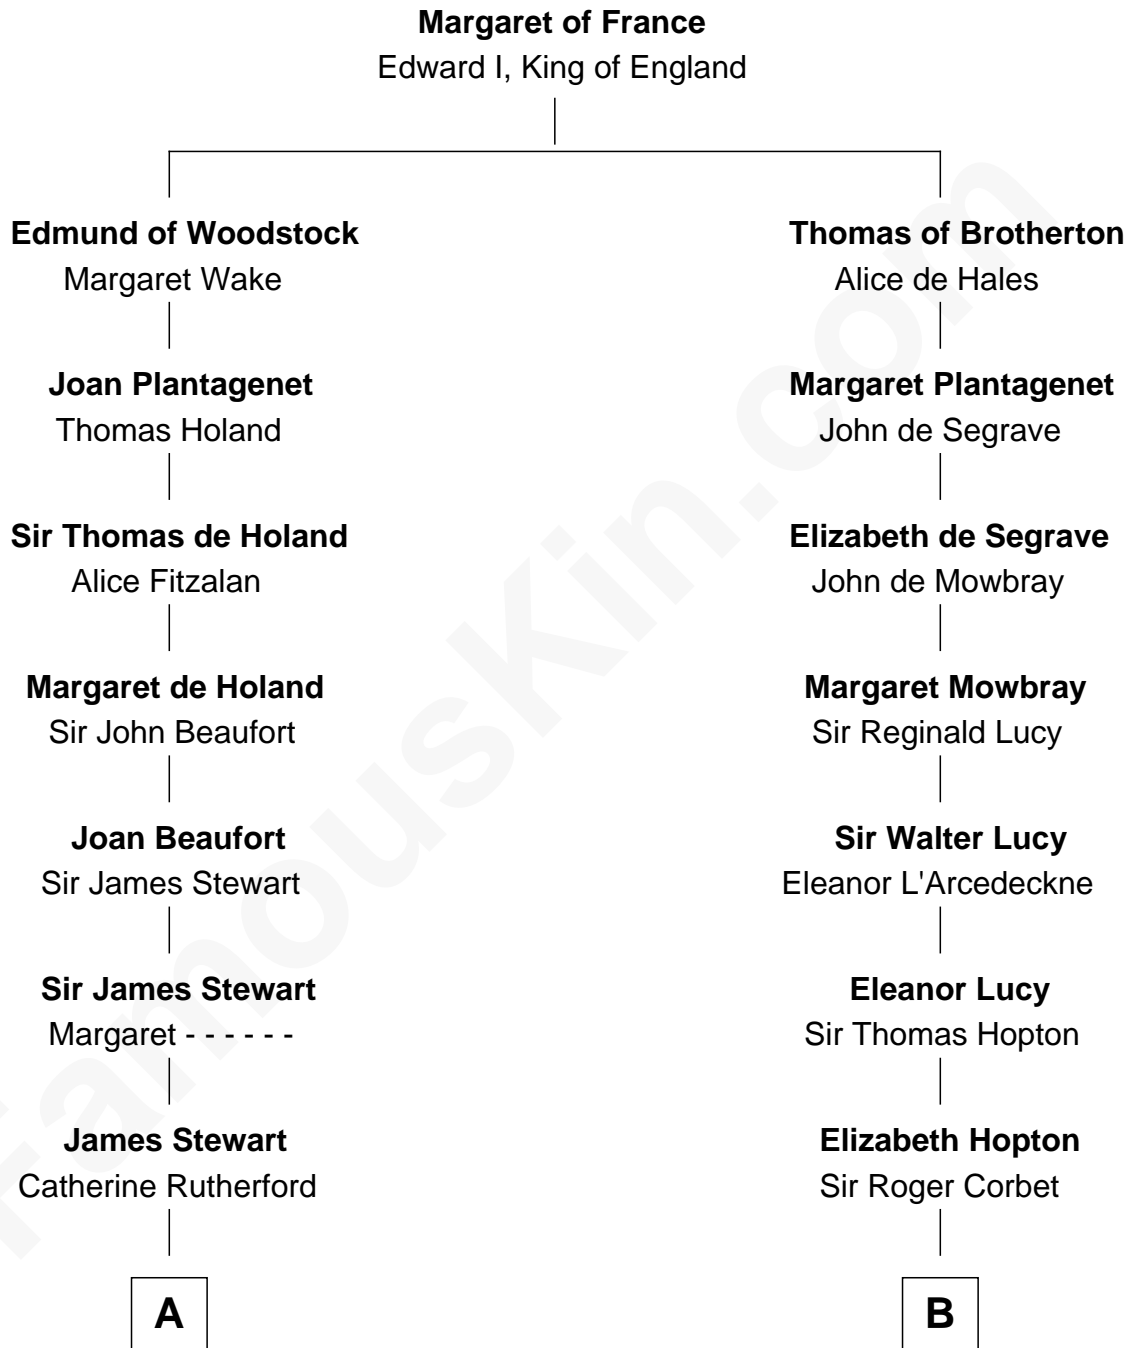 Margaret of France
Edward I, King of England
Edmund of Woodstock
Margaret Wake
Joan Plantagenet
Thomas Holand
Sir Thomas de Holand
Alice Fitzalan
Margaret de Holand
Sir John Beaufort
Joan Beaufort
Sir James Stewart
Sir James Stewart
Margaret - - - - - -
James Stewart
Catherine Rutherford
A
Thomas of Brotherton
Alice de Hales
Margaret Plantagenet
John de Segrave
Elizabeth de Segrave
John de Mowbray
Margaret Mowbray
Sir Reginald Lucy
Sir Walter Lucy
Eleanor L'Arcedeckne
Eleanor Lucy
Sir Thomas Hopton
Elizabeth Hopton
Sir Roger Corbet
B
FamousKin.com